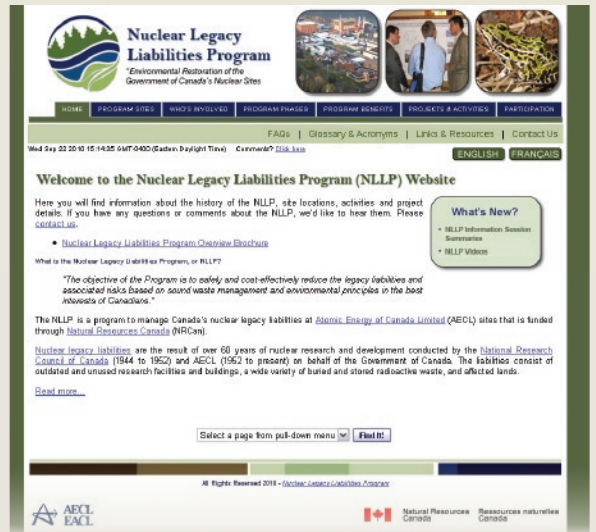 Nuclear Legacy
Liabilities Program
"Environmental Restoration of the
Government of Canada's Nuclear Sites
HOME PROGRAM SITES WHO'S INVOLVED PROGRAM PHASES PROGRAM BENEFITS PROJECTS & ACTIVITIES PARTICIPATION
FAQs | Glossary & Acronyms | Links & Resources | Contact Us
Wed Sep 22 2010 15:14:35 GMT-0400 (Eastern Daylight Time) Comments? Click here
ENGLISH FRANÇAIS
Welcome to the Nuclear Legacy Liabilities Program (NLLP) Website
Here you will find information about the history of the NLLP, site locations, activities and project
details. If you have any questions or comments about the NLLP, we'd like to hear them. Please
contact us.
What's New?
• NLLP Information Session
Summaries
• NLLP Videos
• Nuclear Legacy Liabilities Program Overview Brochure
What is the Nuclear Legacy Liabilities Program, or NLLP?
"The objective of the Program is to safely and cost-effectively reduce the legacy liabilities and
associated risks based on sound waste management and environmental principles in the best
interests of Canadians."
The NLLP is a program to manage Canada's nuclear legacy liabilities at Atomic Energy of Canada Limited (AECL) sites that is funded
through Natural Resources Canada (NRCan).
Nuclear legacy liabilities are the result of over 60 years of nuclear research and development conducted by the National Research
Council of Canada (1944 to 1952) and AECL (1952 to present) on behalf of the Government of Canada. The liabilities consist of
outdated and unused research facilities and buildings, a wide variety of buried and stored radioactive waste, and affected lands.
Read more...
Select a page from pull-down menu Find It!
All Rights Reserved 2010 - Nuclear Legacy Liabilities Program
AECL
EACL
Natural Resources
Canada
Ressources naturelles
Canada